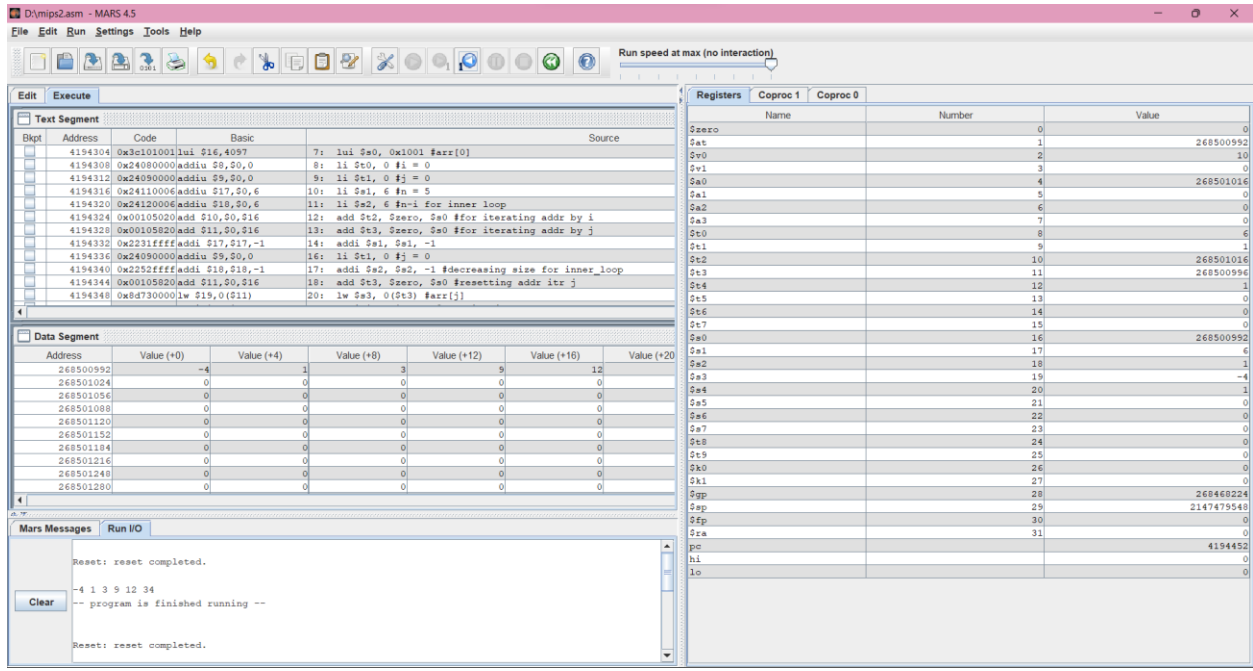 D:\mips2.asm - MARS 4.5
File Edit Run Settings Tools Help
Run speed at max (no interaction)
Edit Execute
Text Segment
Bkpt Address Code Basic Source
4194304 0x3c101001 lui $16,4097 7: lui $s0, 0x1001 #arr[0]
4194308 0x24080000 addiu $8,$0,0 8: li $t0, 0 #i = 0
4194312 0x24090000 addiu $9,$0,0 9: li $t1, 0 #j = 0
4194316 0x24110006 addiu $17,$0,6 10: li $s1, 6 #n = 5
4194320 0x24120006 addiu $18,$0,6 11: li $s2, 6 #n-i for inner loop
4194324 0x00105020 add $10,$0,$16 12: add $t2, $zero, $s0 #for iterating addr by i
4194328 0x00105820 add $11,$0,$16 13: add $t3, $zero, $s0 #for iterating addr by j
4194332 0x2231ffff addi $17,$17,-1 14: addi $s1, $s1, -1
4194336 0x24090000 addiu $9,$0,0 16: li $t1, 0 #j = 0
4194340 0x2252ffff addi $18,$18,-1 17: addi $s2, $s2, -1 #decreasing size for inner_loop
4194344 0x00105820 add $11,$0,$16 18: add $t3, $zero, $s0 #resetting addr itr j
4194348 0x8d730000 lw $19,0($11) 20: lw $s3, 0($t3) #arr[j]
Data Segment
Address Value (+0) Value (+4) Value (+8) Value (+12) Value (+16) Value (+20
268500992 -4 1 3 9 12
268501024 0 0 0 0 0
268501056 0 0 0 0 0
268501088 0 0 0 0 0
268501120 0 0 0 0 0
268501152 0 0 0 0 0
268501184 0 0 0 0 0
268501216 0 0 0 0 0
268501248 0 0 0 0 0
268501280 0 0 0 0 0
Mars Messages Run I/O
Reset: reset completed.
-4 1 3 9 12 34
-- program is finished running --
Reset: reset completed.
Clear
Registers Coproc 1 Coproc 0
Name Number Value
$zero 0 0
$at 1 268500992
$v0 2 10
$v1 3 0
$a0 4 268501016
$a1 5 0
$a2 6 0
$a3 7 0
$t0 8 6
$t1 9 1
$t2 10 268501016
$t3 11 268500996
$t4 12 1
$t5 13 0
$t6 14 0
$t7 15 0
$s0 16 268500992
$s1 17 6
$s2 18 1
$s3 19 -4
$s4 20 1
$s5 21 0
$s6 22 0
$s7 23 0
$t8 24 0
$t9 25 0
$k0 26 0
$k1 27 0
$gp 28 268468224
$sp 29 2147479548
$fp 30 0
$ra 31 0
pc 4194452
hi 0
lo 0